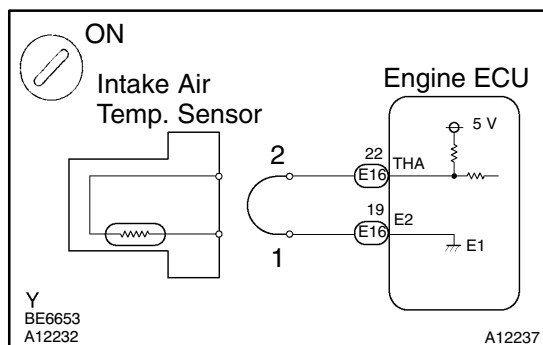 ON
Intake Air
Temp. Sensor
Engine ECU
5 V
2
22
THA
E16
19
E2
E16
E1
1
Y
BE6653
A12232
A12237